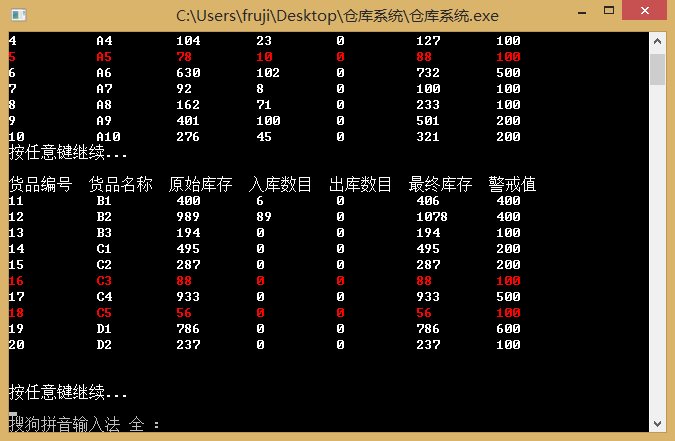 C:\Users\fruji\Desktop\仓库系统\仓库系统.exe
4 A4 104 23 0 127 100
5 A5 78 10 0 88 100
6 A6 630 102 0 732 500
7 A7 92 8 0 100 100
8 A8 162 71 0 233 100
9 A9 401 100 0 501 200
10 A10 276 45 0 321 200
按任意键继续...
货品编号 货品名称 原始库存 入库数目 出库数目 最终库存 警戒值
11 B1 400 6 0 406 400
12 B2 989 89 0 1078 400
13 B3 194 0 0 194 100
14 C1 495 0 0 495 200
15 C2 287 0 0 287 200
16 C3 88 0 0 88 100
17 C4 933 0 0 933 500
18 C5 56 0 0 56 100
19 D1 786 0 0 786 600
20 D2 237 0 0 237 100
按任意键继续...
搜狗拼音输入法 全 :